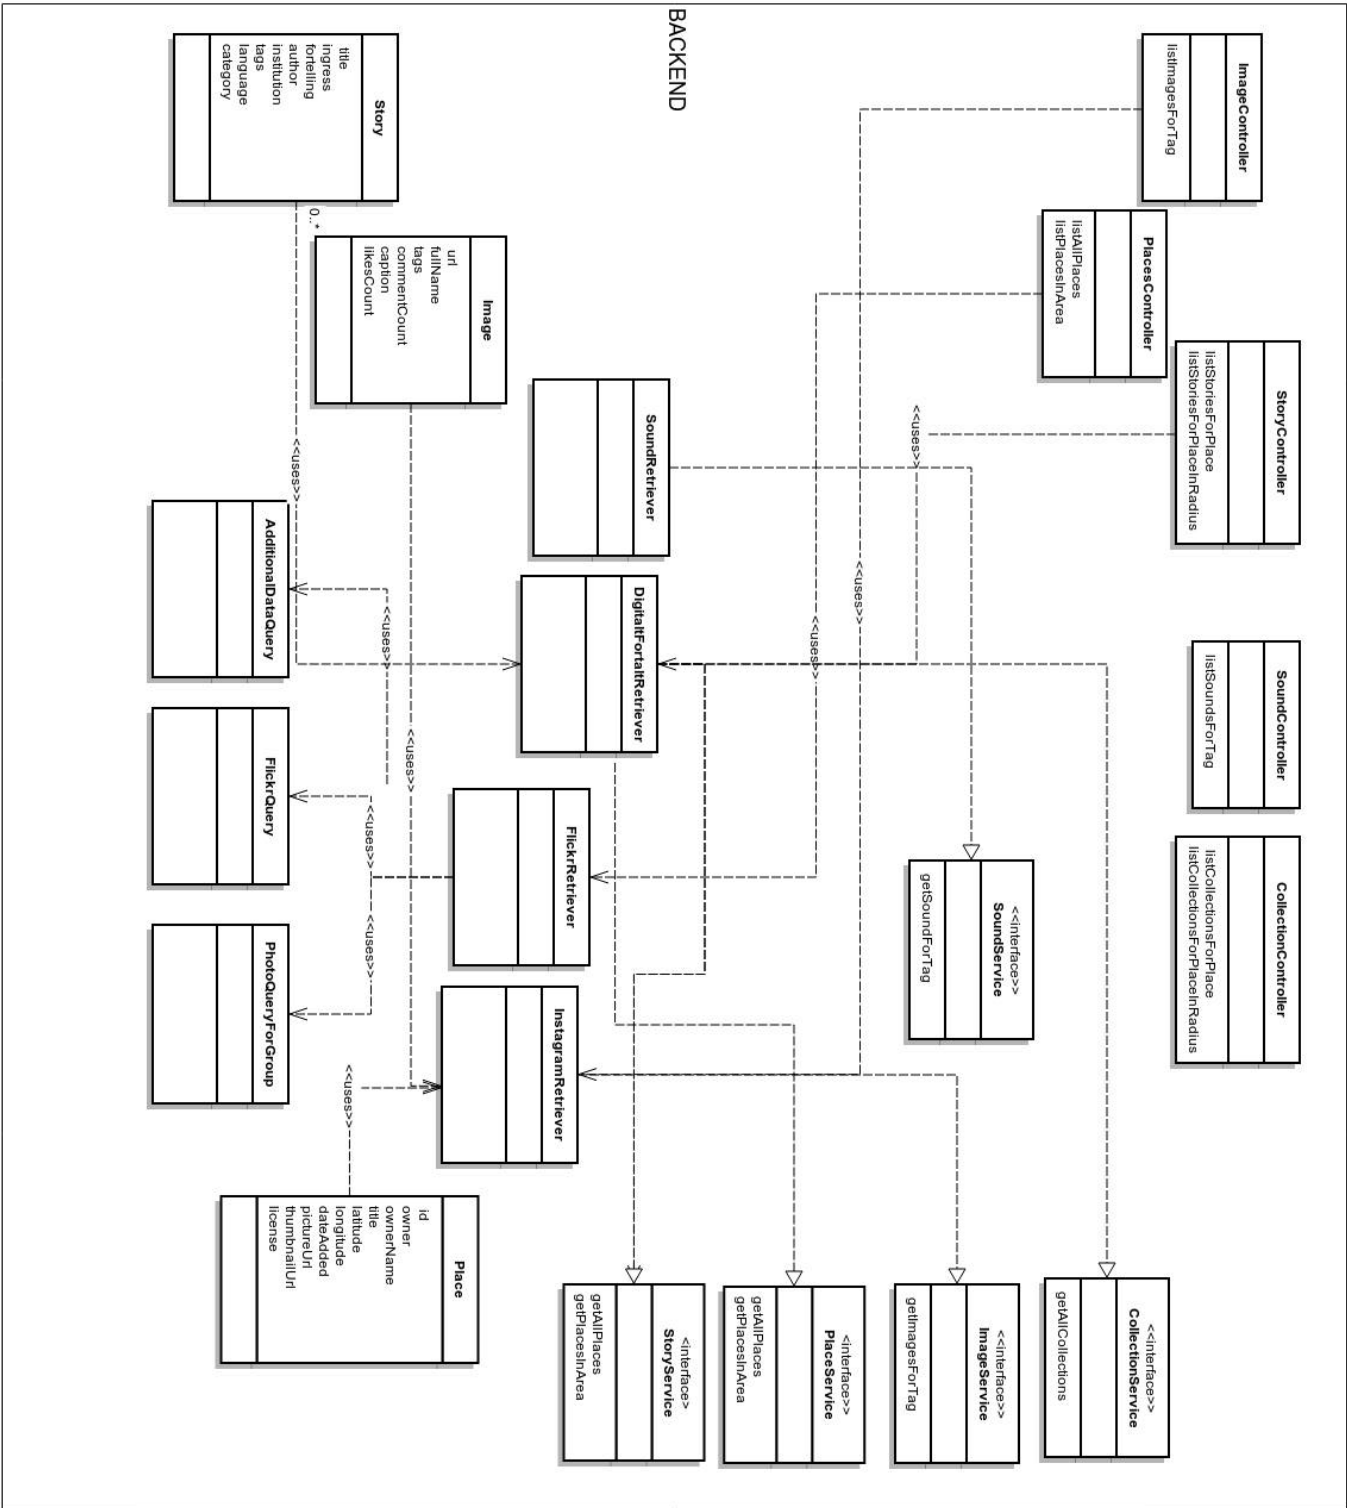 StoryController
listStoriesForPlace
listStoriesForPlaceInRadius
SoundController
listSoundsForTag
CollectionController
listCollectionsForPlace
listCollectionsForPlaceInRadius
ImageController
listImagesForTag
PlacesController
listAllPlaces
listPlacesInArea
<<interface>>
CollectionService
getAllCollections
<<interface>>
SoundService
getSoundForTag
<<interface>>
ImageService
getImagesForTag
<<uses>>
<<uses>>
<<uses>>
<interface>>
PlaceService
getAllPlaces
getPlacesInArea
BACKEND
<interface>
StoryService
getAllPlaces
getPlacesInArea
SoundRetriever
DigitaltFortaltRetriever
FlickrRetriever
InstagramRetriever
Image
url
fullName
tags
commentCount
caption
likesCount
Place
id
owner
ownerName
title
latitude
longitude
dateAdded
pictureUrl
thumbnailUrl
license
<<uses>>
<<uses>>
<<uses>>
<<uses>>
<<uses>>
Story
title
ingress
fortelling
author
institution
tags
language
category
0..*
<<uses>>
AdditionalDataQuery
FlickrQuery
PhotoQueryForGroup